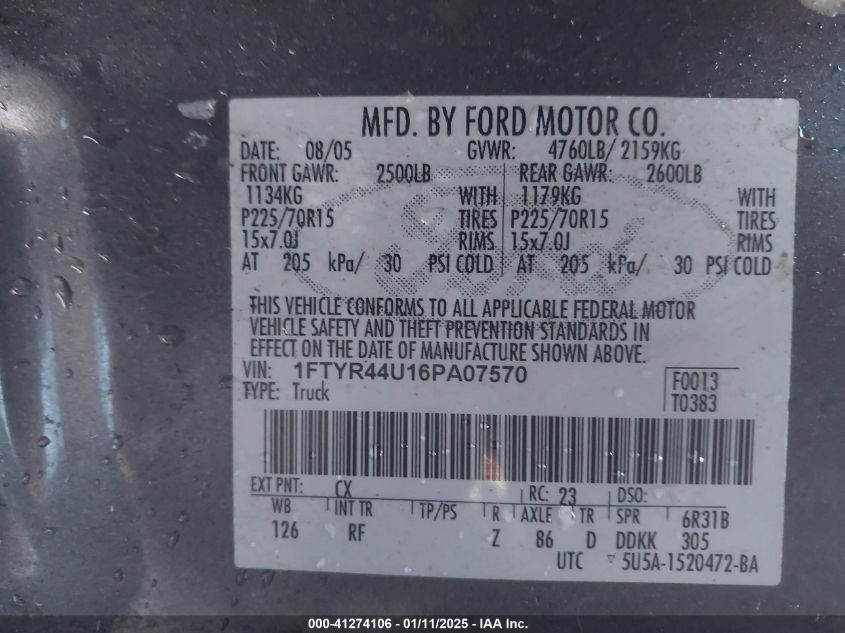 MFD. BY FORD MOTOR CO.
DATE: 08/05 GVWR: 4760LB/ 2159KG
FRONT GAWR: 2500LB REAR GAWR: 2600LB
1134KG WITH 1179KG WITH
P225/70R15 TIRES P225/70R15 TIRES
15x7.0J RIMS 15x7.0J RIMS
AT 205 kPa/ 30 PSI COLD AT 205 kPa/ 30 PSI COLD
THIS VEHICLE CONFORMS TO ALL APPLICABLE FEDERAL MOTOR
VEHICLE SAFETY AND THEFT PREVENTION STANDARDS IN
EFFECT ON THE DATE OF MANUFACTURE SHOWN ABOVE.
VIN: 1FTYR44U16PA07570 F0013
TYPE: Truck T0383
EXT PNT: CX RC: 23 DSO:
WB INT TR TP/PS R AXLE TR SPR 6R31B
126 RF Z 86 D DDKK 305
UTC ▽ 5U5A-1520472-BA
000-41274106 - 01/11/2025 - IAA Inc.